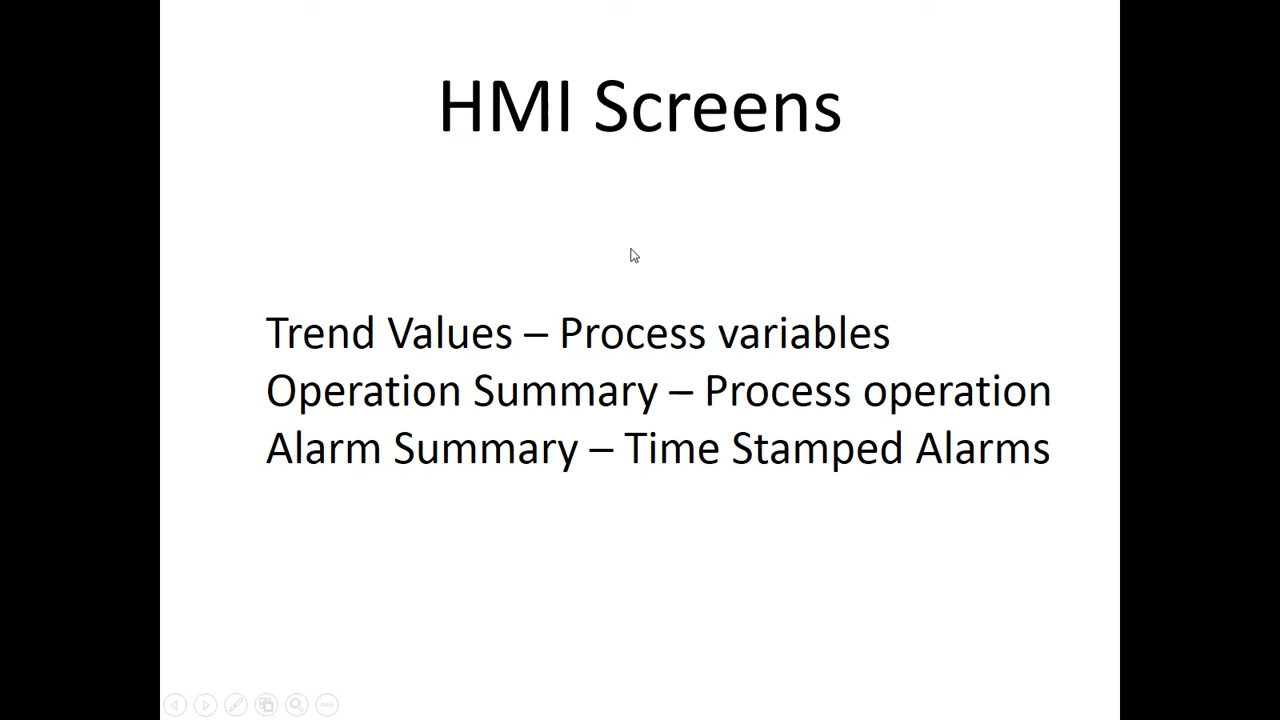 HMI Screens
Trend Values – Process variables
Operation Summary – Process operation
Alarm Summary – Time Stamped Alarms